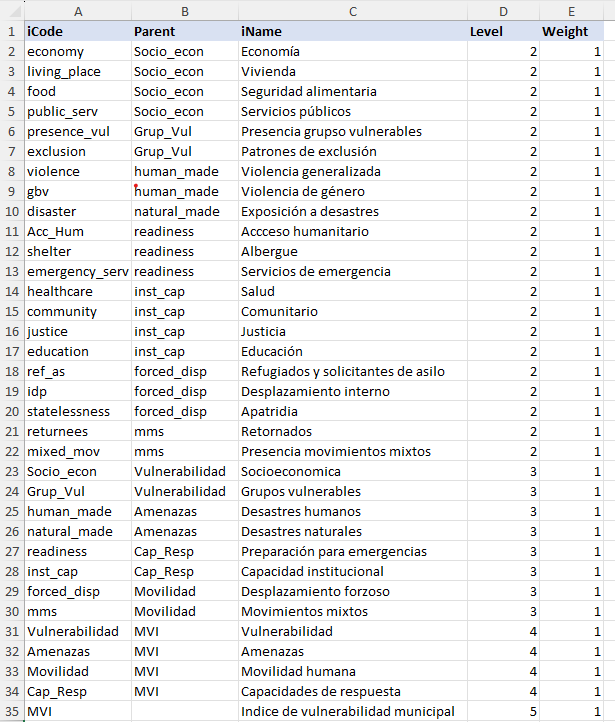 A B C D E
1 iCode Parent iName Level Weight
2 economy Socio_econ Economía 2 1
3 living_place Socio_econ Vivienda 2 1
4 food Socio_econ Seguridad alimentaria 2 1
5 public_serv Socio_econ Servicios públicos 2 1
6 presence_vul Grup_Vul Presencia grupso vulnerables 2 1
7 exclusion Grup_Vul Patrones de exclusión 2 1
8 violence human_made Violencia generalizada 2 1
9 gbv human_made Violencia de género 2 1
10 disaster natural_made Exposición a desastres 2 1
11 Acc_Hum readiness Accceso humanitario 2 1
12 shelter readiness Albergue 2 1
13 emergency_serv readiness Servicios de emergencia 2 1
14 healthcare inst_cap Salud 2 1
15 community inst_cap Comunitario 2 1
16 justice inst_cap Justicia 2 1
17 education inst_cap Educación 2 1
18 ref_as forced_disp Refugiados y solicitantes de asilo 2 1
19 idp forced_disp Desplazamiento interno 2 1
20 statelessness forced_disp Apatridia 2 1
21 returnees mms Retornados 2 1
22 mixed_mov mms Presencia movimientos mixtos 2 1
23 Socio_econ Vulnerabilidad Socioeconomica 3 1
24 Grup_Vul Vulnerabilidad Grupos vulnerables 3 1
25 human_made Amenazas Desastres humanos 3 1
26 natural_made Amenazas Desastres naturales 3 1
27 readiness Cap_Resp Preparación para emergencias 3 1
28 inst_cap Cap_Resp Capacidad institucional 3 1
29 forced_disp Movilidad Desplazamiento forzoso 3 1
30 mms Movilidad Movimientos mixtos 3 1
31 Vulnerabilidad MVI Vulnerabilidad 4 1
32 Amenazas MVI Amenazas 4 1
33 Movilidad MVI Movilidad humana 4 1
34 Cap_Resp MVI Capacidades de respuesta 4 1
35 MVI Indice de vulnerabilidad municipal 5 1